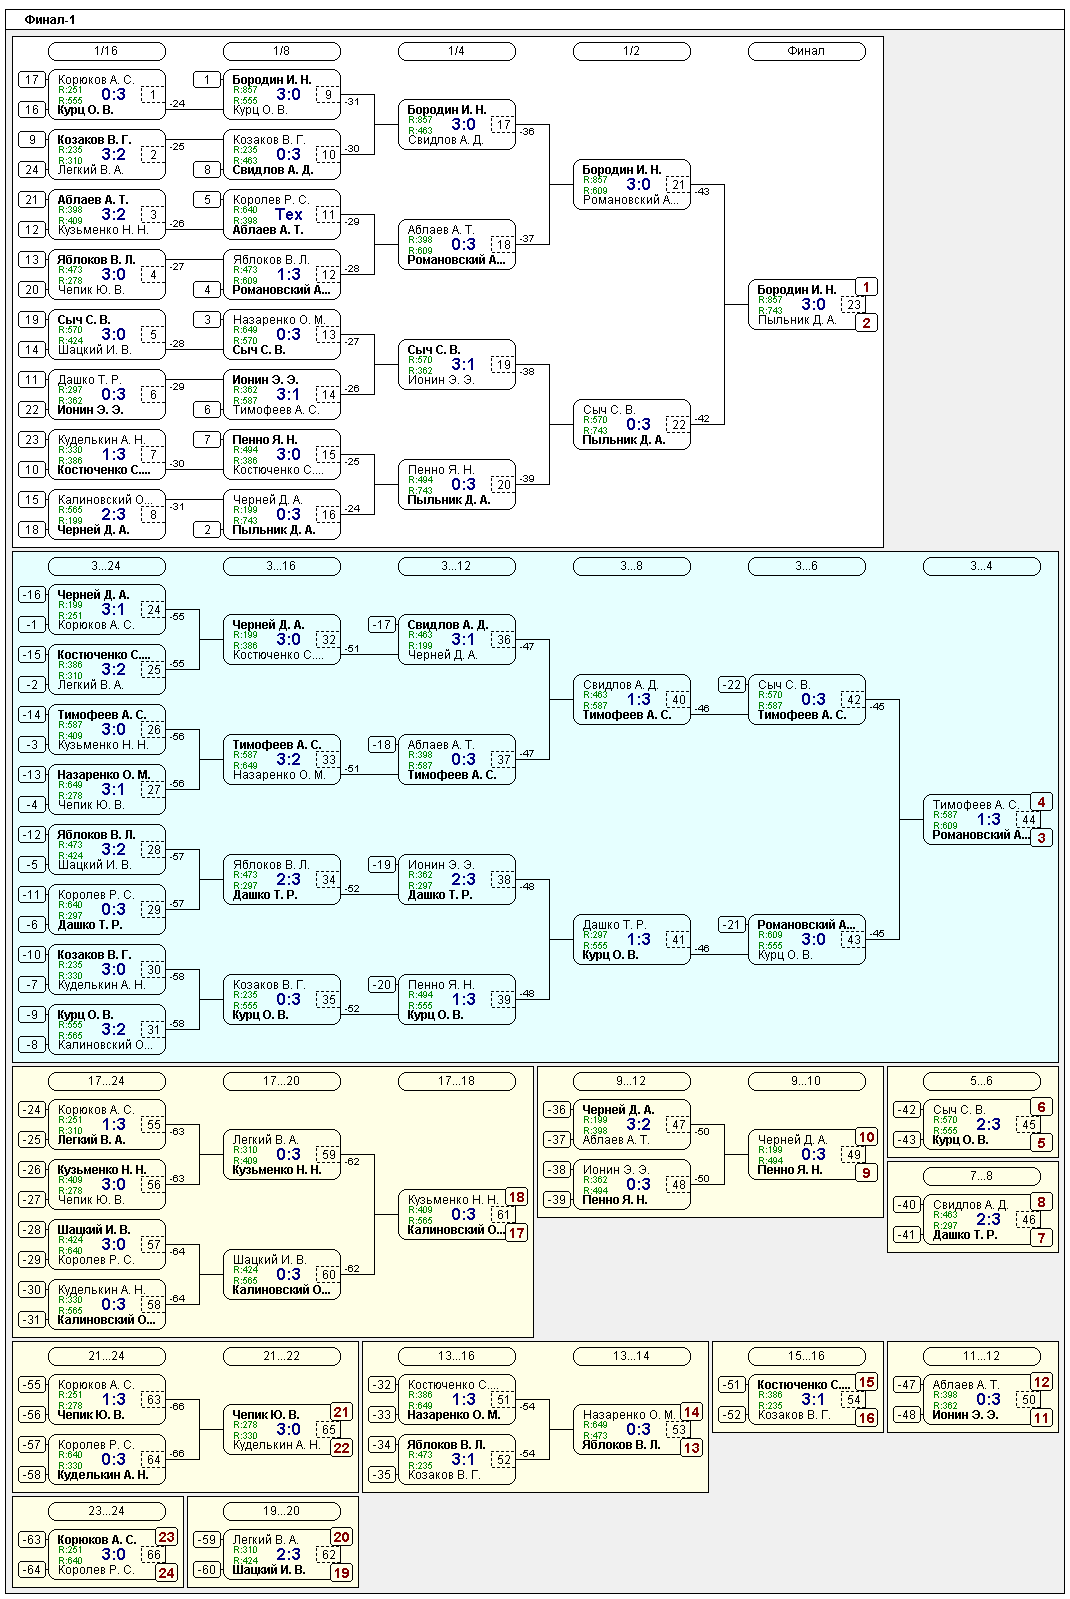 Финал-1
1/16 1/8 1/4 1/2 Финал
17 Корюков А. С. R:251 0:3 R:555 1 16 Курц О. В. -24
9 Козаков В. Г. R:235 3:2 R:310 2 24 Легкий В. А. -25
21 Аблаев А. Т. R:398 3:2 R:409 3 12 Кузьменко Н. Н. -26
13 Яблоков В. Л. R:473 3:0 R:278 4 20 Чепик Ю. В. -27
19 Сыч С. В. R:570 3:0 R:424 5 14 Шацкий И. В. -28
11 Дашко Т. Р. R:297 0:3 R:362 6 22 Ионин Э. Э. -29
23 Куделькин А. Н. R:330 1:3 R:386 7 10 Костюченко С.... -30
15 Калиновский О... R:565 2:3 R:199 8 18 Черней Д. А. -31
1 Бородин И. Н. R:857 3:0 R:555 9 Курц О. В. -31
Козаков В. Г. R:235 0:3 R:463 10 8 Свидлов А. Д. -30
5 Королев Р. С. R:640 Тех R:398 11 Аблаев А. Т. -29
Яблоков В. Л. R:473 1:3 R:609 12 4 Романовский А... -28
3 Назаренко О. М. R:649 0:3 R:570 13 Сыч С. В. -27
Ионин Э. Э. R:362 3:1 R:587 14 6 Тимофеев А. С. -26
7 Пенно Я. Н. R:494 3:0 R:386 15 Костюченко С.... -25
Черней Д. А. R:199 0:3 R:743 16 2 Пыльник Д. А. -24
Бородин И. Н. R:857 3:0 R:463 17 Свидлов А. Д. -36
Аблаев А. Т. R:398 0:3 R:609 18 Романовский А... -37
Сыч С. В. R:570 3:1 R:362 19 Ионин Э. Э. -38
Пенно Я. Н. R:494 0:3 R:743 20 Пыльник Д. А. -39
Бородин И. Н. R:857 3:0 R:609 21 Романовский А... -43
Сыч С. В. R:570 0:3 R:743 22 Пыльник Д. А. -42
Бородин И. Н. 1 R:857 3:0 R:743 23 Пыльник Д. А. 2
3...24 3...16 3...12 3...8 3...6 3...4
-16 Черней Д. А. R:199 3:1 R:251 24 -1 Корюков А. С. -55
-15 Костюченко С.... R:386 3:2 R:310 25 -2 Легкий В. А. -55
-14 Тимофеев А. С. R:587 3:0 R:409 26 -3 Кузьменко Н. Н. -56
-13 Назаренко О. М. R:649 3:1 R:278 27 -4 Чепик Ю. В. -56
-12 Яблоков В. Л. R:473 3:2 R:424 28 -5 Шацкий И. В. -57
-11 Королев Р. С. R:640 0:3 R:297 29 -6 Дашко Т. Р. -57
-10 Козаков В. Г. R:235 3:0 R:330 30 -7 Куделькин А. Н. -58
-9 Курц О. В. R:555 3:2 R:565 31 -8 Калиновский О... -58
Черней Д. А. R:199 3:0 R:386 32 Костюченко С.... -51
Тимофеев А. С. R:587 3:2 R:649 33 Назаренко О. М. -51
Яблоков В. Л. R:473 2:3 R:297 34 Дашко Т. Р. -52
Козаков В. Г. R:235 0:3 R:555 35 Курц О. В. -52
-17 Свидлов А. Д. R:463 3:1 R:199 36 Черней Д. А. -47
-18 Аблаев А. Т. R:398 0:3 R:587 37 Тимофеев А. С. -47
-19 Ионин Э. Э. R:362 2:3 R:297 38 Дашко Т. Р. -48
-20 Пенно Я. Н. R:494 1:3 R:555 39 Курц О. В. -48
Свидлов А. Д. R:463 1:3 R:587 40 Тимофеев А. С. -46
Дашко Т. Р. R:297 1:3 R:555 41 Курц О. В. -46
-22 Сыч С. В. R:570 0:3 R:587 42 Тимофеев А. С. -45
-21 Романовский А... R:609 3:0 R:555 43 Курц О. В. -45
Тимофеев А. С. 4 R:587 1:3 R:609 44 Романовский А... 3
17...24 17...20 17...18
-24 Корюков А. С. R:251 1:3 R:310 55 -25 Легкий В. А. -63
-26 Кузьменко Н. Н. R:409 3:0 R:278 56 -27 Чепик Ю. В. -63
-28 Шацкий И. В. R:424 3:0 R:640 57 -29 Королев Р. С. -64
-30 Куделькин А. Н. R:330 0:3 R:565 58 -31 Калиновский О... -64
Легкий В. А. R:310 0:3 R:409 59 Кузьменко Н. Н. -62
Шацкий И. В. R:424 0:3 R:565 60 Калиновский О... -62
Кузьменко Н. Н. 18 R:409 0:3 R:565 61 Калиновский О... 17
9...12 9...10
-36 Черней Д. А. R:199 3:2 R:398 47 -37 Аблаев А. Т. -50
-38 Ионин Э. Э. R:362 0:3 R:494 48 -39 Пенно Я. Н. -50
Черней Д. А. 10 R:199 0:3 R:494 49 Пенно Я. Н. 9
5...6
-42 Сыч С. В. 6 R:570 2:3 R:555 45 -43 Курц О. В. 5
7...8
-40 Свидлов А. Д. 8 R:463 2:3 R:297 46 -41 Дашко Т. Р. 7
21...24 21...22
-55 Корюков А. С. R:251 1:3 R:278 63 -56 Чепик Ю. В. -66
-57 Королев Р. С. R:640 0:3 R:330 64 -58 Куделькин А. Н. -66
Чепик Ю. В. 21 R:278 3:0 R:330 65 Куделькин А. Н. 22
13...16 13...14
-32 Костюченко С.... R:386 1:3 R:649 51 -33 Назаренко О. М. -54
-34 Яблоков В. Л. R:473 3:1 R:235 52 -35 Козаков В. Г. -54
Назаренко О. М. 14 R:649 0:3 R:473 53 Яблоков В. Л. 13
15...16
-51 Костюченко С.... 15 R:386 3:1 R:235 54 -52 Козаков В. Г. 16
11...12
-47 Аблаев А. Т. 12 R:398 0:3 R:362 50 -48 Ионин Э. Э. 11
23...24
-63 Корюков А. С. 23 R:251 3:0 R:640 66 -64 Королев Р. С. 24
19...20
-59 Легкий В. А. 20 R:310 2:3 R:424 62 -60 Шацкий И. В. 19